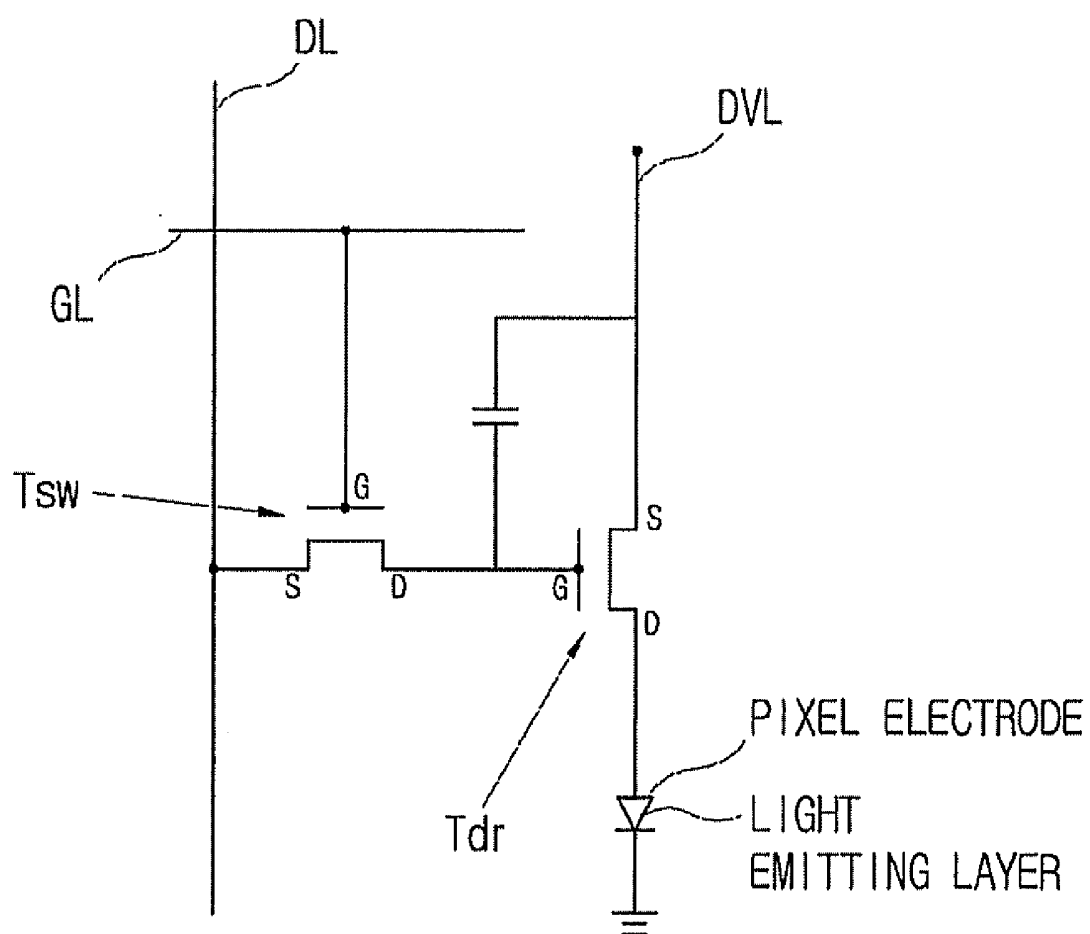 DL
DVL
GL
Tsw
G
S
D
S
G
D
PIXEL ELECTRODE
Tdr
LIGHT
EMITTING LAYER